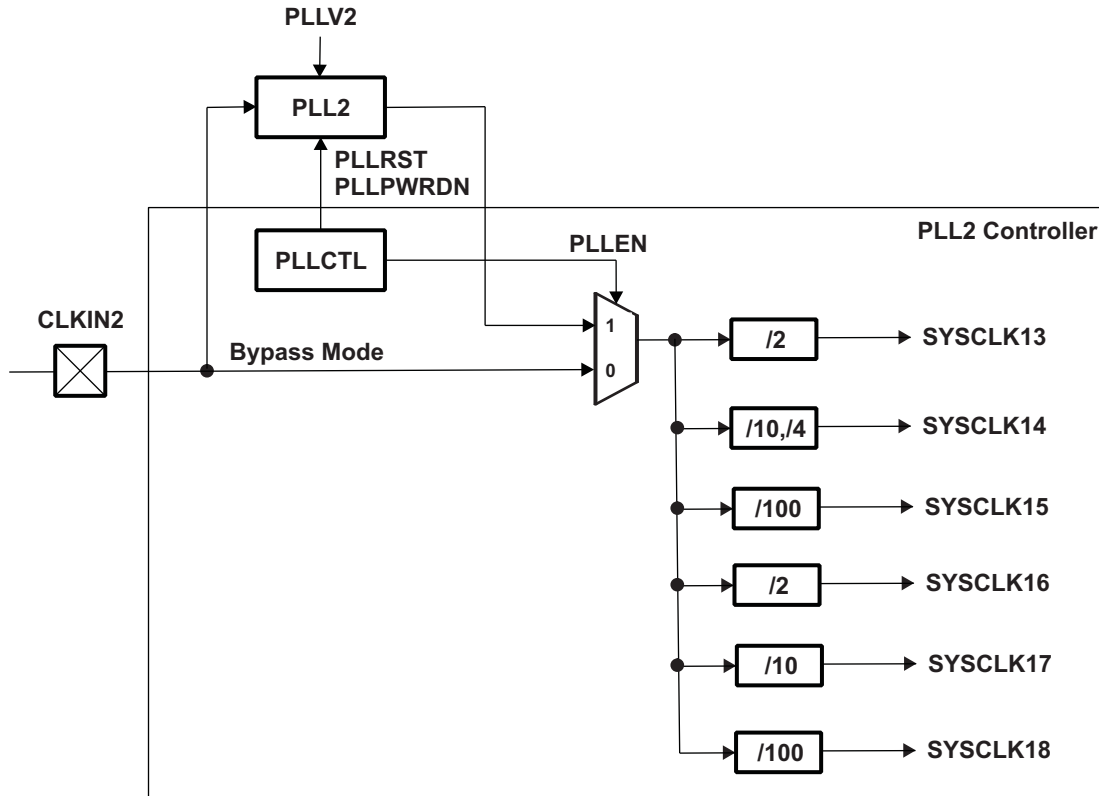 PLLV2
PLL2
PLLRST
PLLPWRDN
PLL2 Controller
PLLCTL
PLLEN
CLKIN2
Bypass Mode
1
0
/2
SYSCLK13
/10,/4
SYSCLK14
/100
SYSCLK15
/2
SYSCLK16
/10
SYSCLK17
/100
SYSCLK18